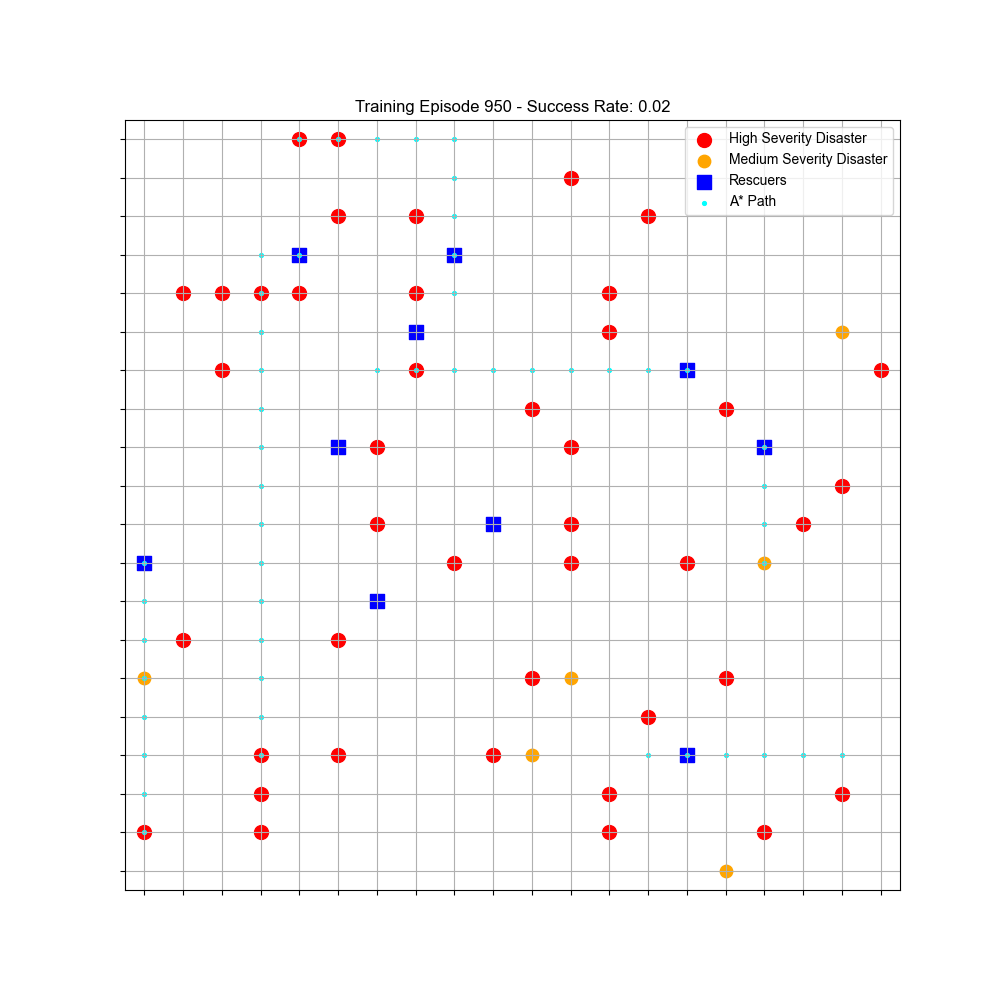 Training Episode 950 - Success Rate: 0.02
High Severity Disaster
Medium Severity Disaster
Rescuers
A* Path